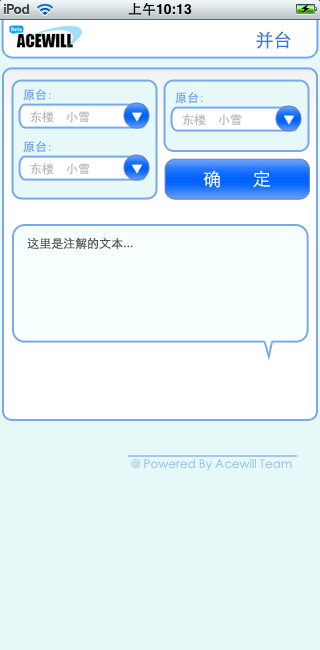 iPod 上午10:13
Beta
ACEWILL
并台
原台:
东楼 小雪
原台:
东楼 小雪
原台:
东楼 小雪
确 定
这里是注解的文本...
@ Powered By Acewill Team